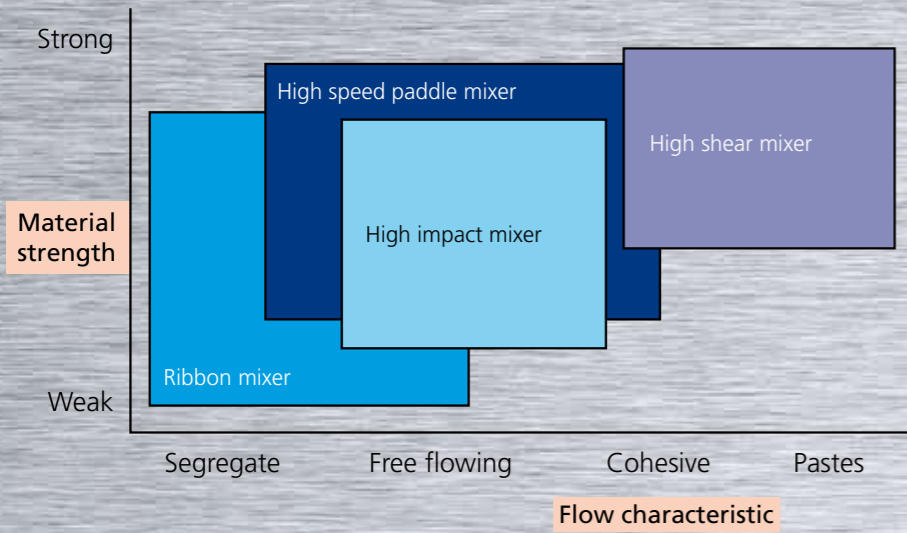 Strong
High speed paddle mixer
High shear mixer
Material
strength
High impact mixer
Ribbon mixer
Weak
Segregate
Free flowing
Cohesive
Pastes
Flow characteristic